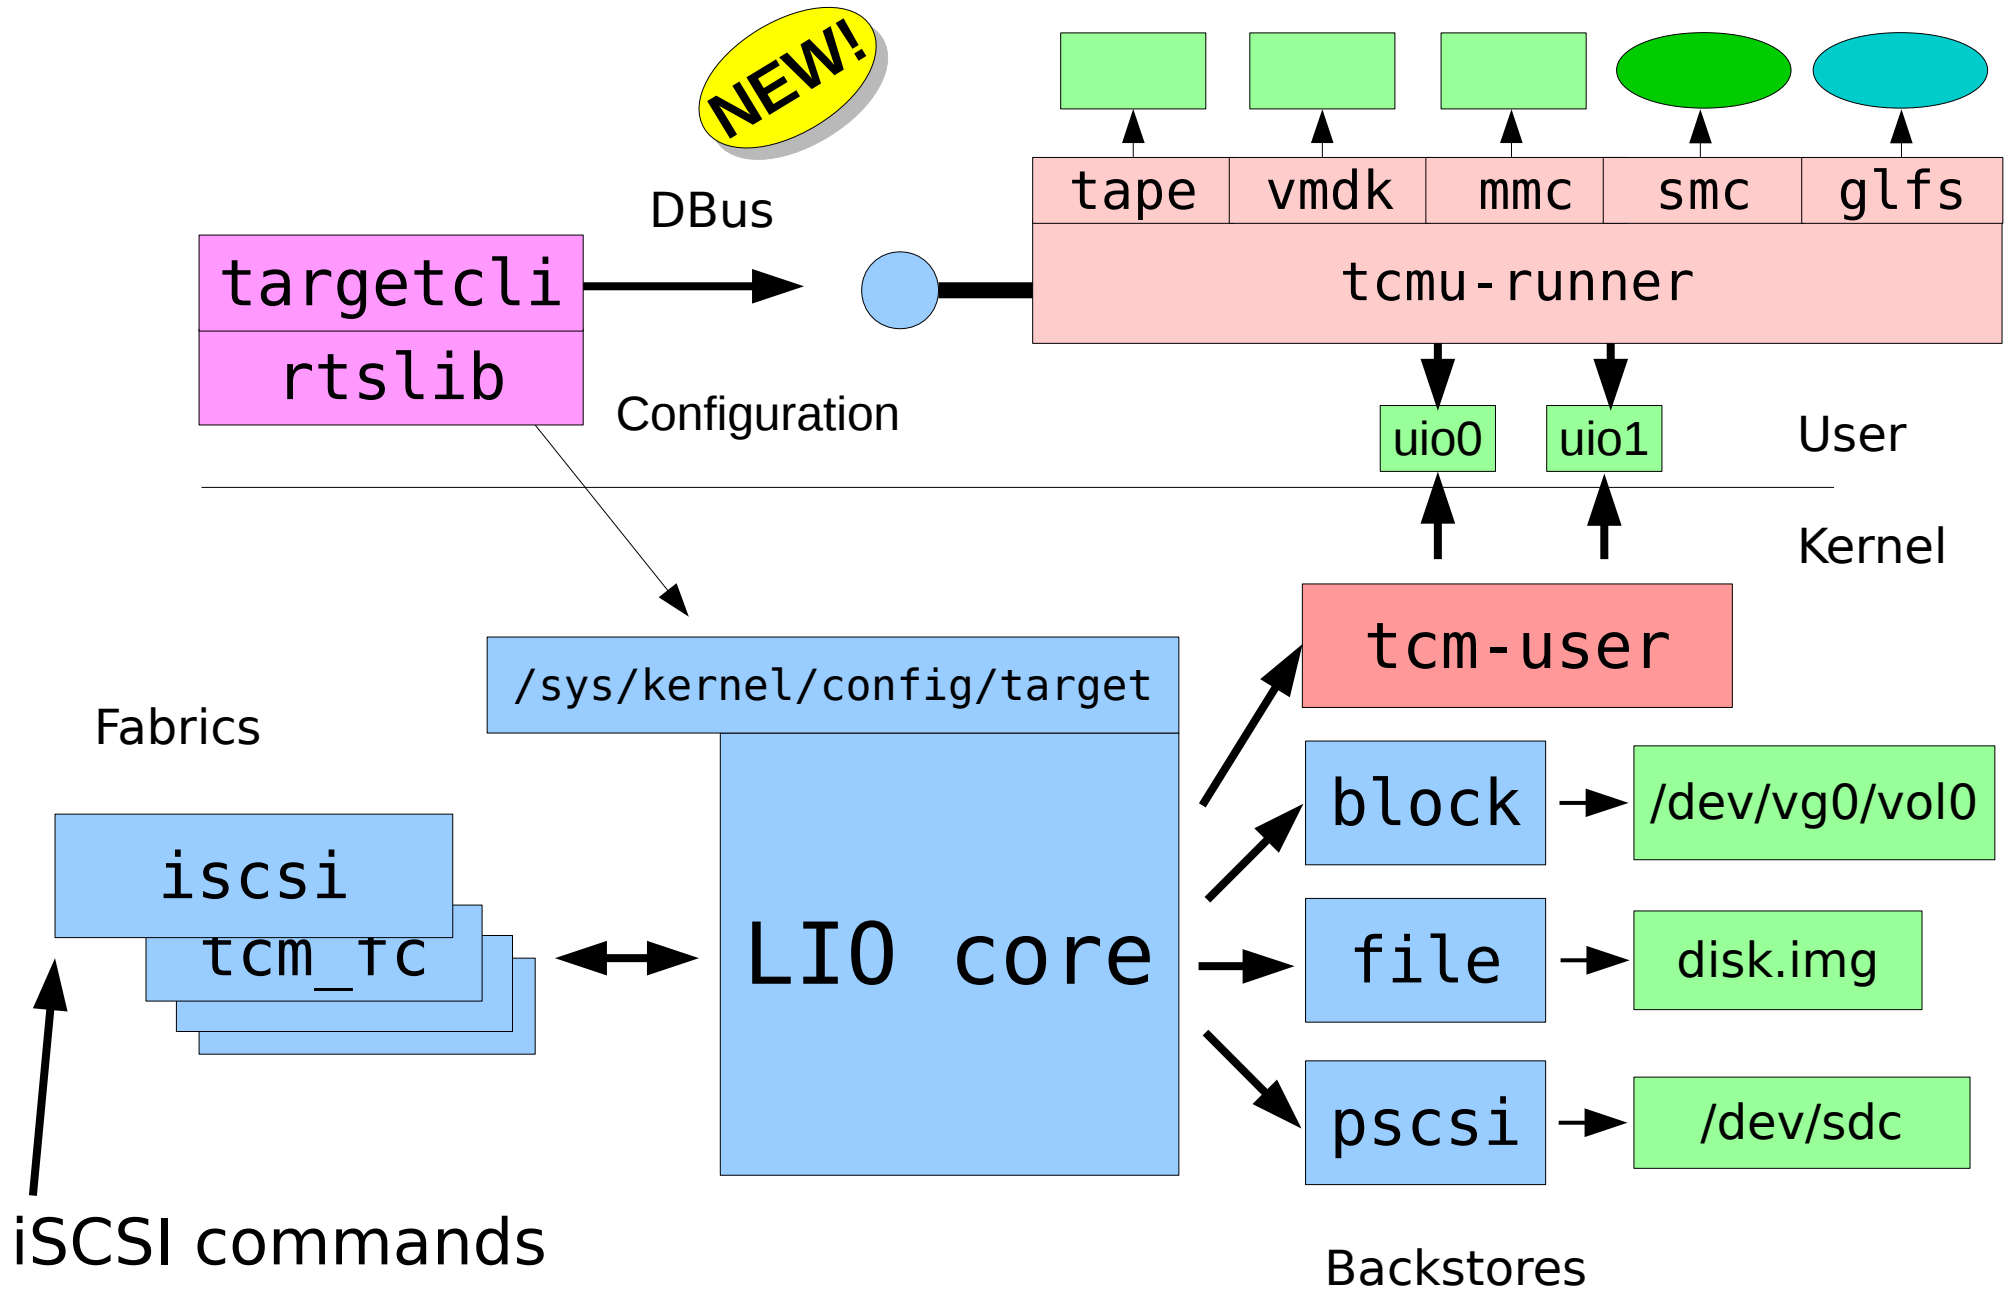 NEW!
tape
vmdk
mmc
smc
glfs
DBus
targetcli
tcmu-runner
rtslib
Configuration
uio0
uio1
User
Kernel
tcm-user
/sys/kernel/config/target
Fabrics
block
/dev/vg0/vol0
iscsi
tcm_fc
LIO core
file
disk.img
pscsi
/dev/sdc
iSCSI commands
Backstores